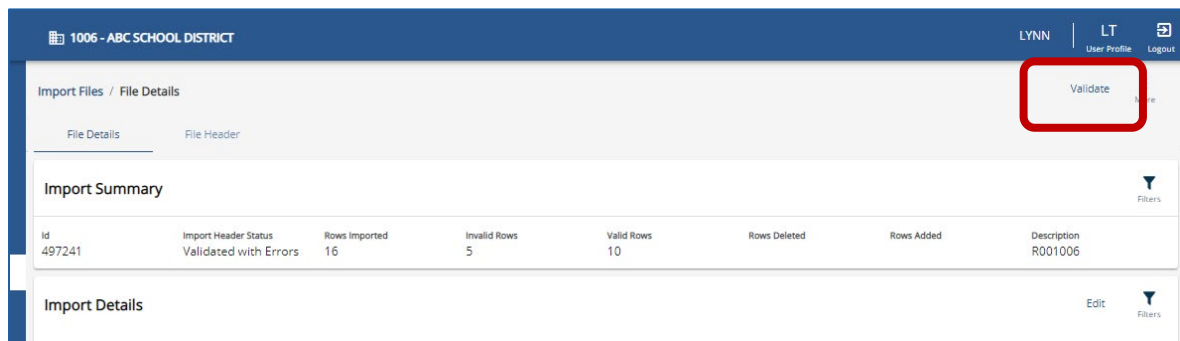 1006 - ABC SCHOOL DISTRICT
LYNN
LT
User Profile
Logout
Import Files / File Details
Validate
File Details
File Header
Import Summary
Filters
Id
Import Header Status
Rows Imported
Invalid Rows
Valid Rows
Rows Deleted
Rows Added
Description
497241
Validated with Errors
16
5
10
R001006
Import Details
Edit
Filters